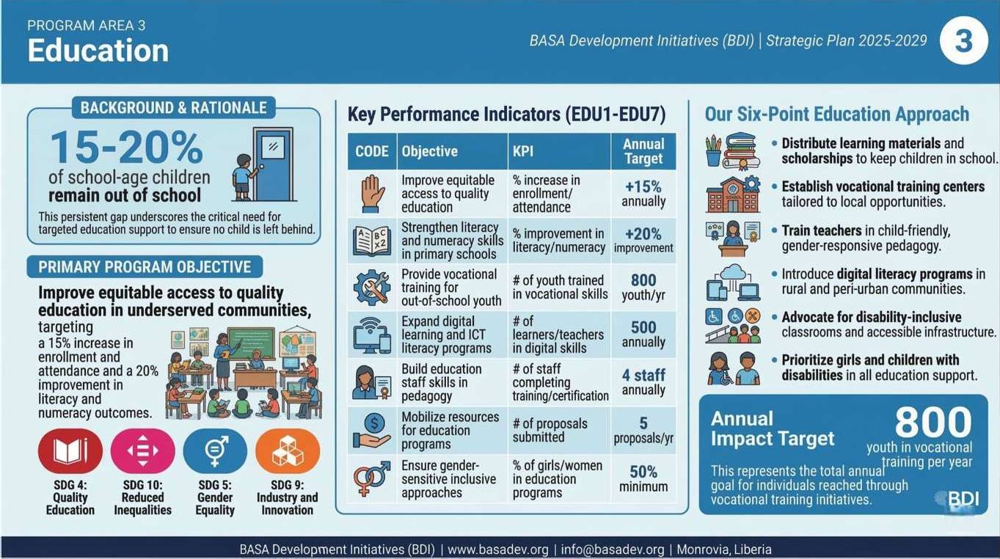 PROGRAM AREA 3
Education
BASA Development Initiatives (BDI) | Strategic Plan 2025-2029
3
BACKGROUND & RATIONALE
15-20%
of school-age children
remain out of school
This persistent gap underscores the critical need for
targeted education support to ensure no child is left behind.
PRIMARY PROGRAM OBJECTIVE
Improve equitable access to quality
education in underserved communities,
targeting
a 15% increase in
enrollment and
attendance and a 20%
improvement in
literacy and
numeracy outcomes.
SDG 4:
Quality
Education
SDG 10:
Reduced
Inequalities
SDG 5:
Gender
Equality
SDG 9:
Industry and
Innovation
Key Performance Indicators (EDU1-EDU7)
CODE
Objective
KPI
Annual
Target
Improve equitable
access to quality
education
% increase in
enrollment/
attendance
+15%
annually
A
B C
x2
Strengthen literacy
and numeracy skills
in primary schools
% improvement in
literacy/numeracy
+20%
improvement
Provide vocational
training for
out-of-school youth
# of youth trained
in vocational skills
800
youth/yr
Expand digital
learning and ICT
literacy programs
# of
learners/teachers
in digital skills
500
annually
Build education
staff skills in
pedagogy
# of staff
completing
training/certification
4 staff
annually
$
Mobilize resources
for education
programs
# of proposals
submitted
5
proposals/yr
Ensure gender-
sensitive inclusive
approaches
% of girls/women
in education
programs
50%
minimum
Our Six-Point Education Approach
• Distribute learning materials and
scholarships to keep children in school.
SCHOOL
• Establish vocational training centers
tailored to local opportunities.
• Train teachers in child-friendly,
gender-responsive pedagogy.
• Introduce digital literacy programs in
rural and peri-urban communities.
• Advocate for disability-inclusive
classrooms and accessible infrastructure.
• Prioritize girls and children with
disabilities in all education support.
Annual
Impact Target
800
youth in vocational
training per year
This represents the total annual
goal for individuals reached through
vocational training initiatives.
BDI
BASA Development Initiatives (BDI) | www.basadev.org | info@basadev.org | Monrovia, Liberia